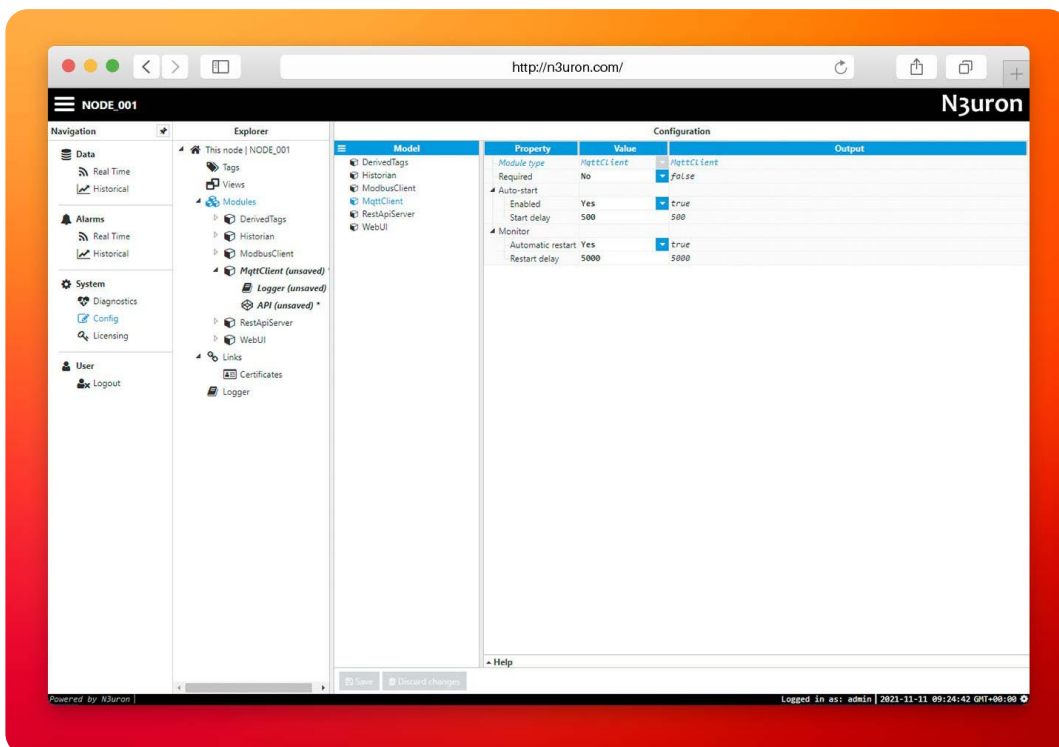 http://n3uron.com/
NODE_001
N3uron
Navigation
Data
Real Time
Historical
Alarms
Real Time
Historical
System
Diagnostics
Config
Licensing
User
Logout
Explorer
This node | NODE_001
Tags
Views
Modules
DerivedTags
Historian
ModbusClient
MqttClient (unsaved)
Logger (unsaved)
API (unsaved) *
RestApiServer
WebUI
Links
Certificates
Logger
Configuration
Model
DerivedTags
Historian
ModbusClient
MqttClient
RestApiServer
WebUI
Property Value Output
Module type MqttClient MqttClient
Required No false
Auto-start
Enabled Yes true
Start delay 500 500
Monitor
Automatic restart Yes true
Restart delay 5000 5000
Help
Save Discard changes
Powered by N3uron |
Logged in as: admin | 2021-11-11 09:24:42 GMT+00:00